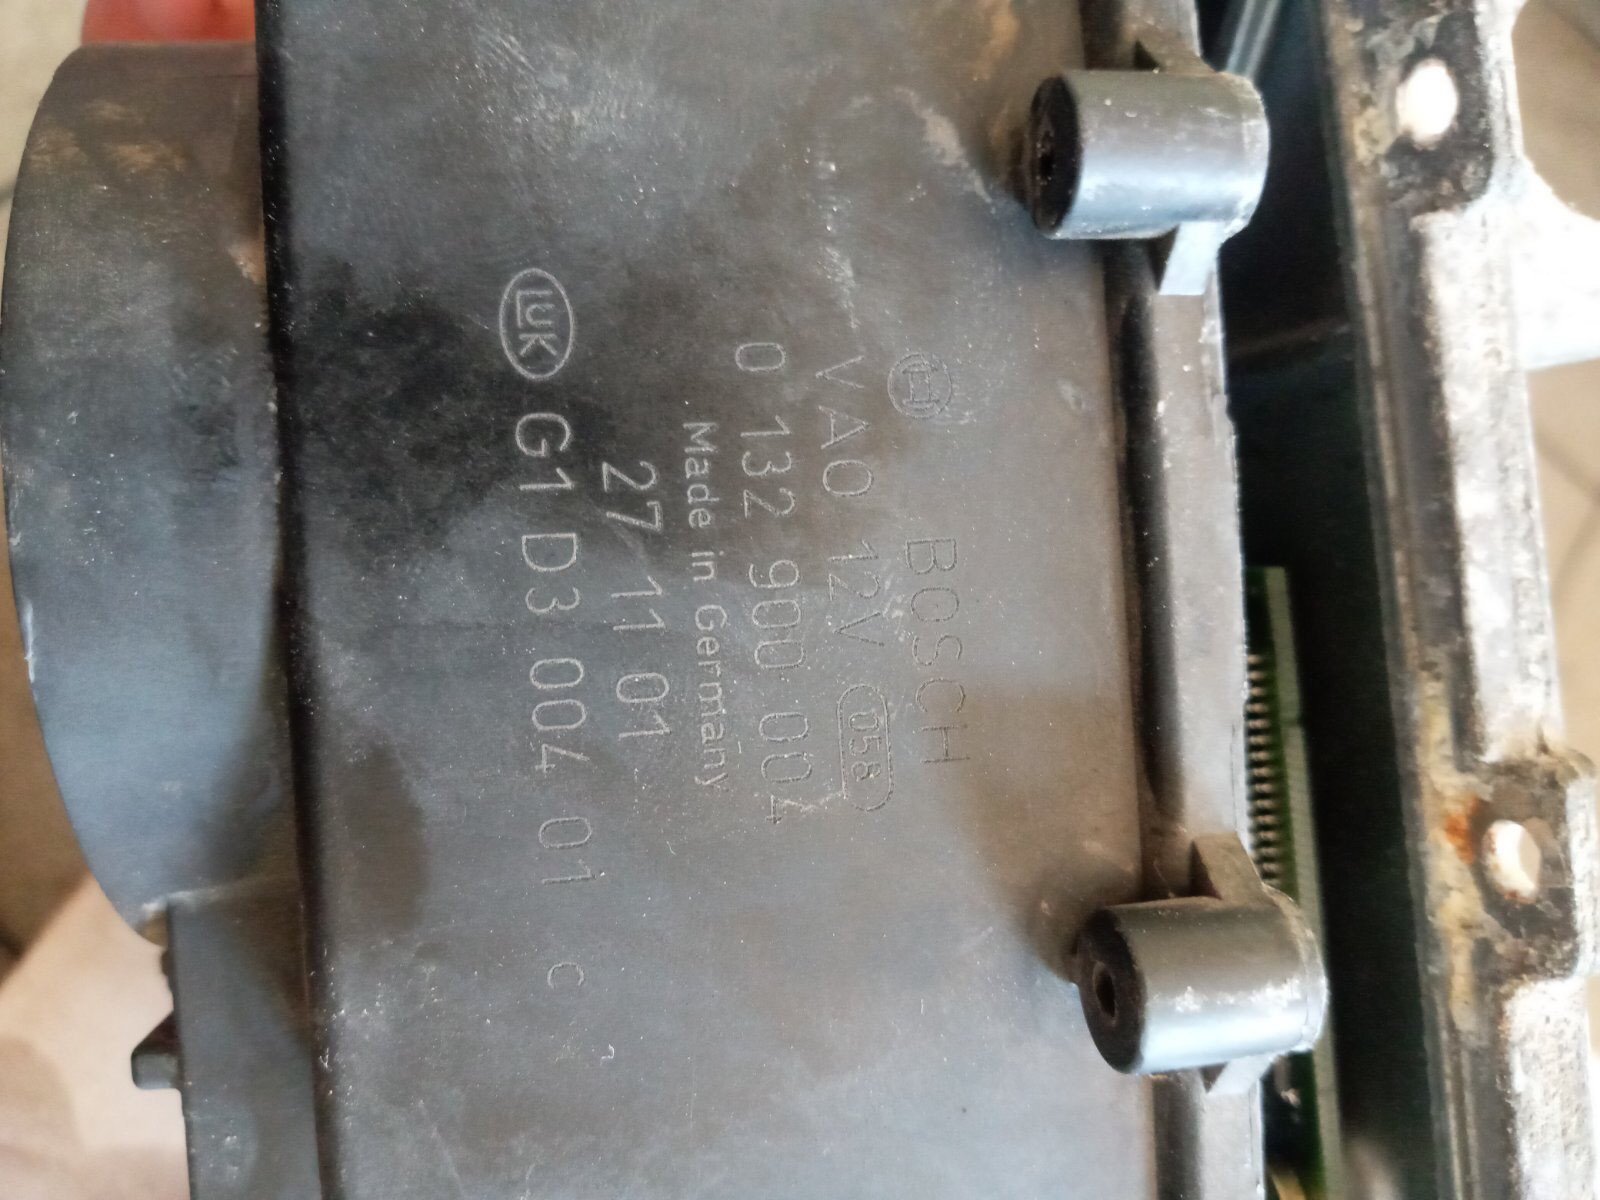 BOSCH
VA0 12V 058
0 132 900 004
Made in Germany
27 11 01
LUK G1 D3 004 01 c